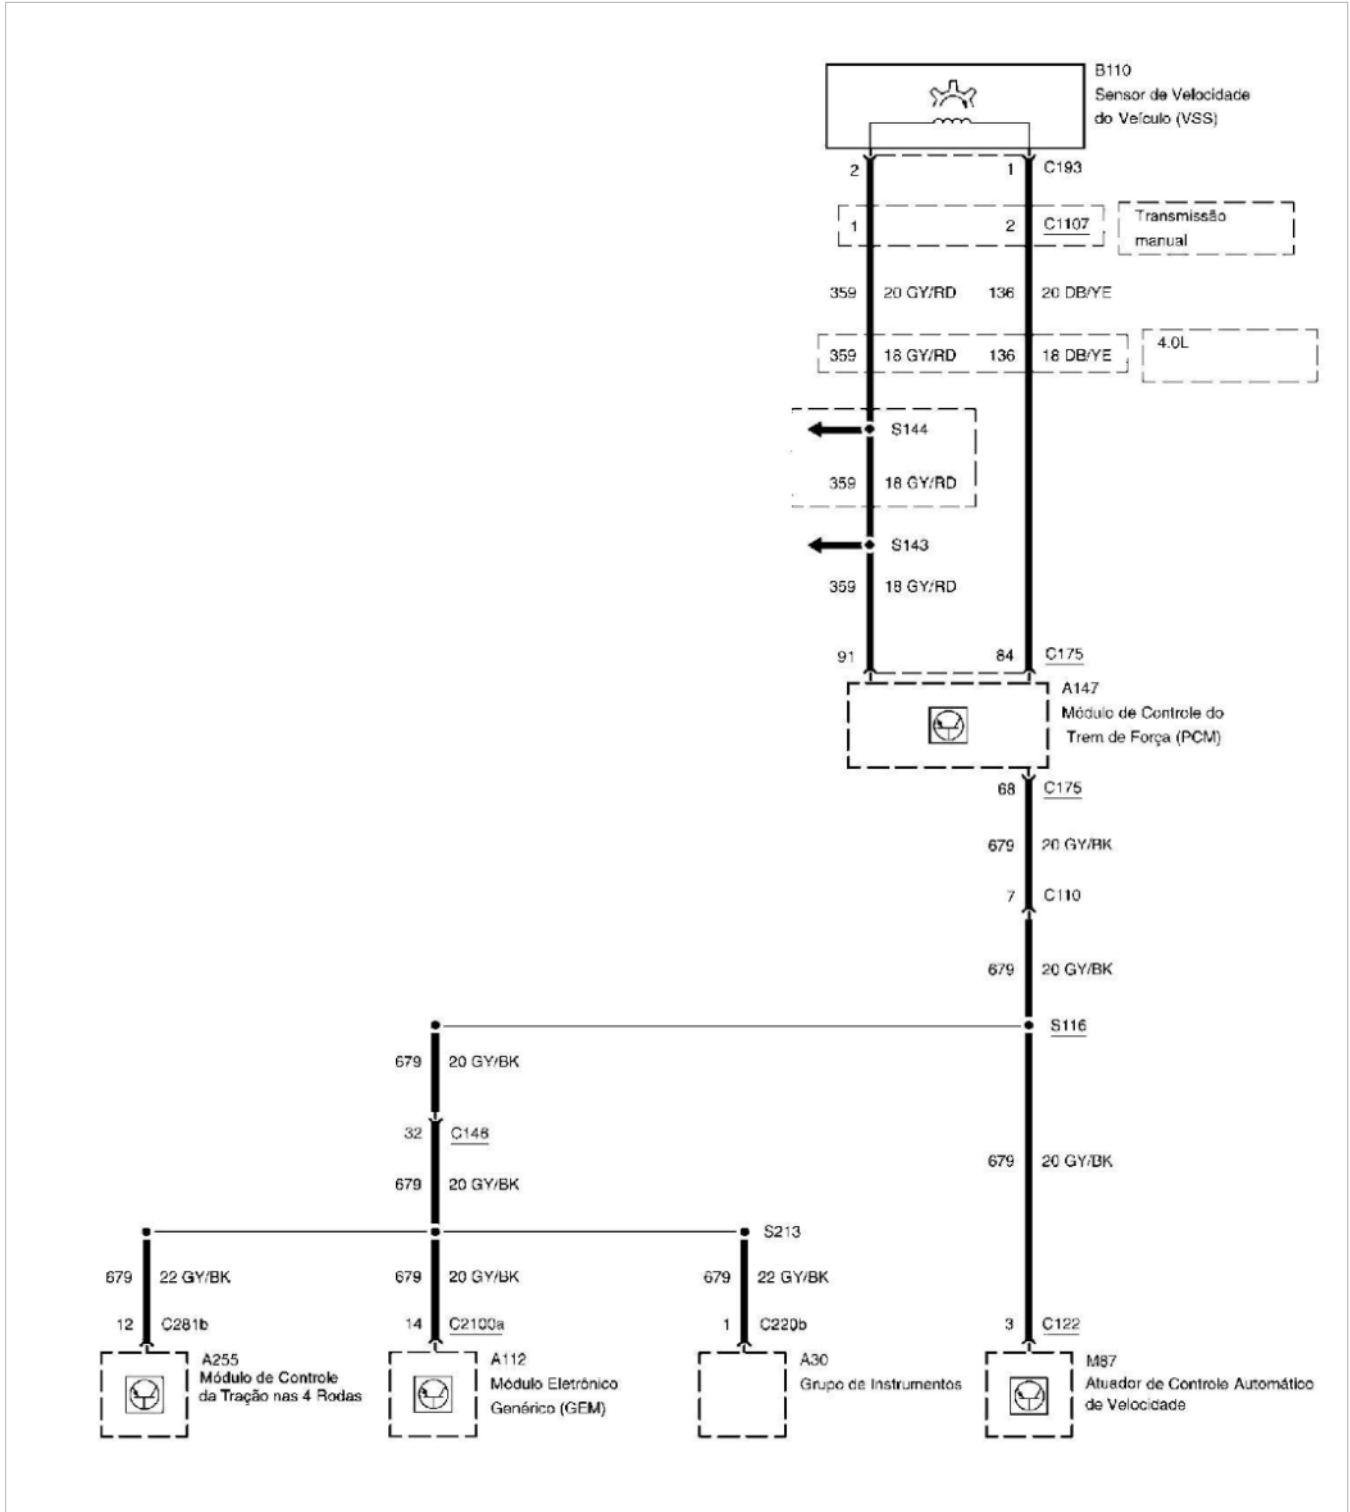 B110
Sensor de Velocidade
do Veículo (VSS)
2 1 C193
1 2 C1107
Transmissão
manual
359 20 GY/RD 136 20 DB/YE
359 18 GY/RD 136 18 DB/YE
4.0L
S144
359 18 GY/RD
S143
359 18 GY/RD
91 84 C175
A147
Módulo de Controle do
Trem de Força (PCM)
68 C175
679 20 GY/BK
7 C110
679 20 GY/BK
S116
679 20 GY/BK
32 C146
679 20 GY/BK
679 20 GY/BK
S213
679 22 GY/BK
679 20 GY/BK
679 22 GY/BK
12 C281b
14 C2100a
1 C220b
3 C122
A255
Módulo de Controle
da Tração nas 4 Rodas
A112
Módulo Eletrônico
Genérico (GEM)
A30
Grupo de Instrumentos
M87
Atuador de Controle Automático
de Velocidade